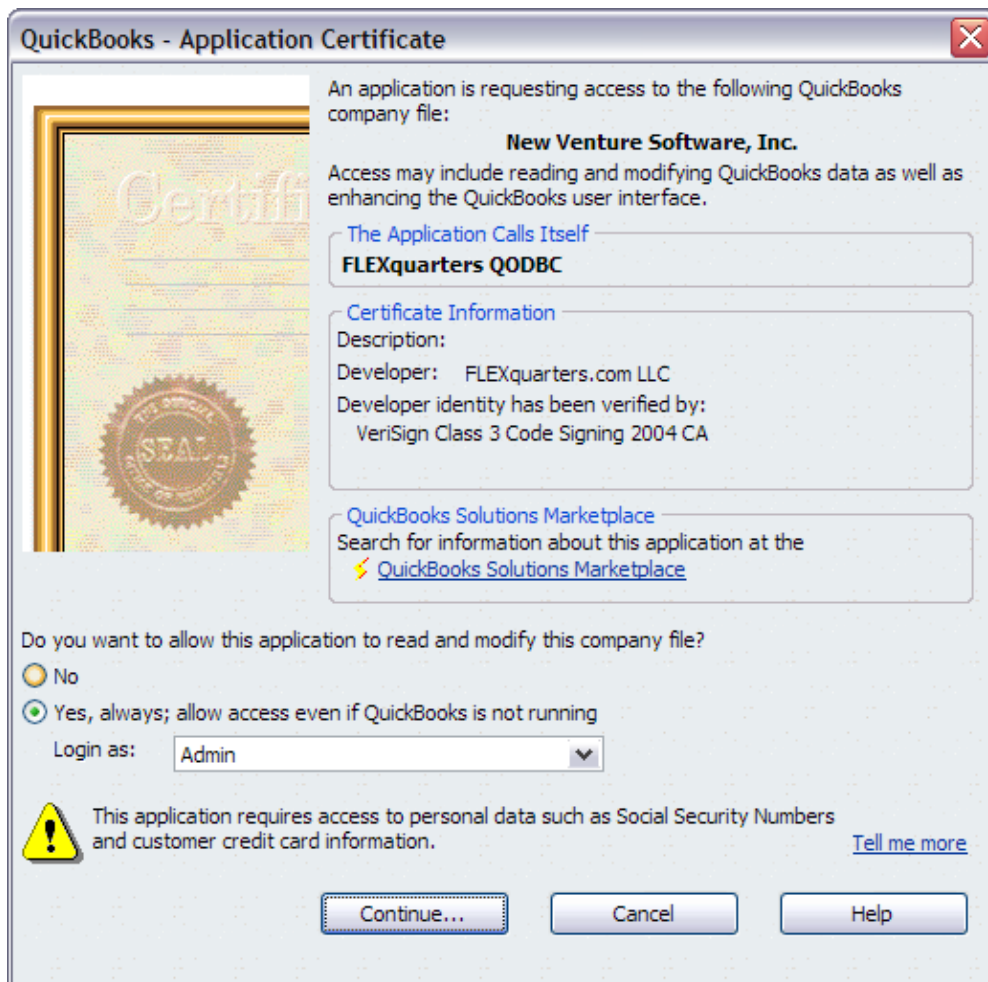 QuickBooks - Application Certificate
An application is requesting access to the following QuickBooks
company file:
New Venture Software, Inc.
Access may include reading and modifying QuickBooks data as well as
enhancing the QuickBooks user interface.
The Application Calls Itself
FLEXquarters QODBC
Certificate Information
Description:
Developer: FLEXquarters.com LLC
Developer identity has been verified by:
VeriSign Class 3 Code Signing 2004 CA
QuickBooks Solutions Marketplace
Search for information about this application at the
QuickBooks Solutions Marketplace
Certifi
SEAL
Do you want to allow this application to read and modify this company file?
No
Yes, always; allow access even if QuickBooks is not running
Login as: Admin
This application requires access to personal data such as Social Security Numbers
and customer credit card information.
Tell me more
Continue... Cancel Help